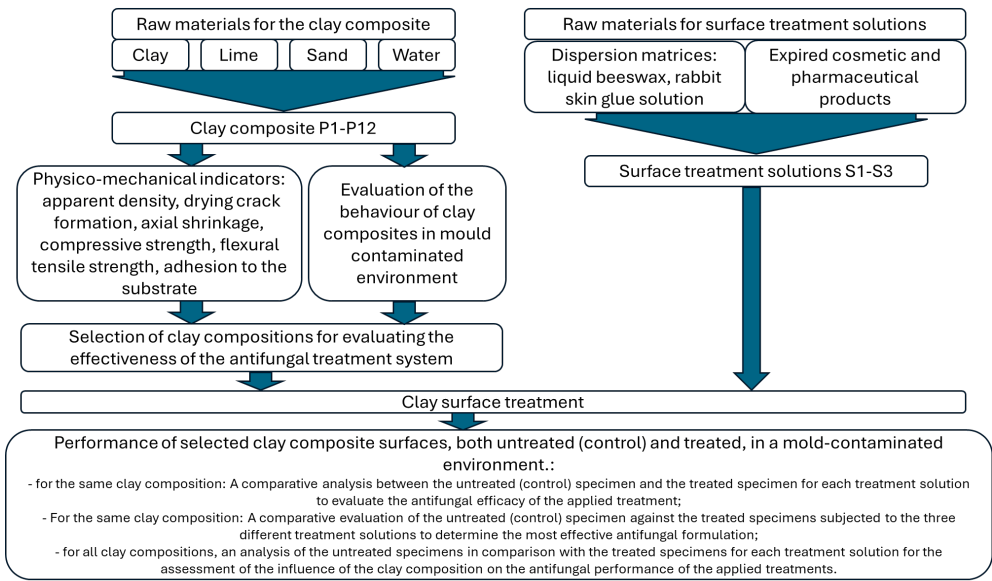 Raw materials for the clay composite
Clay
Lime
Sand
Water
Clay composite P1-P12
Physico-mechanical indicators:
apparent density, drying crack
formation, axial shrinkage,
compressive strength, flexural
tensile strength, adhesion to the
substrate
Evaluation of the
behaviour of clay
composites in mould
contaminated
environment
Selection of clay compositions for evaluating the
effectiveness of the antifungal treatment system
Raw materials for surface treatment solutions
Dispersion matrices:
liquid beeswax, rabbit
skin glue solution
Expired cosmetic and
pharmaceutical
products
Surface treatment solutions S1-S3
Clay surface treatment
Performance of selected clay composite surfaces, both untreated (control) and treated, in a mold-contaminated
environment.:
- for the same clay composition: A comparative analysis between the untreated (control) specimen and the treated specimen for each treatment solution
to evaluate the antifungal efficacy of the applied treatment;
- For the same clay composition: A comparative evaluation of the untreated (control) specimen against the treated specimens subjected to the three
different treatment solutions to determine the most effective antifungal formulation;
- for all clay compositions, an analysis of the untreated specimens in comparison with the treated specimens for each treatment solution for the
assessment of the influence of the clay composition on the antifungal performance of the applied treatments.